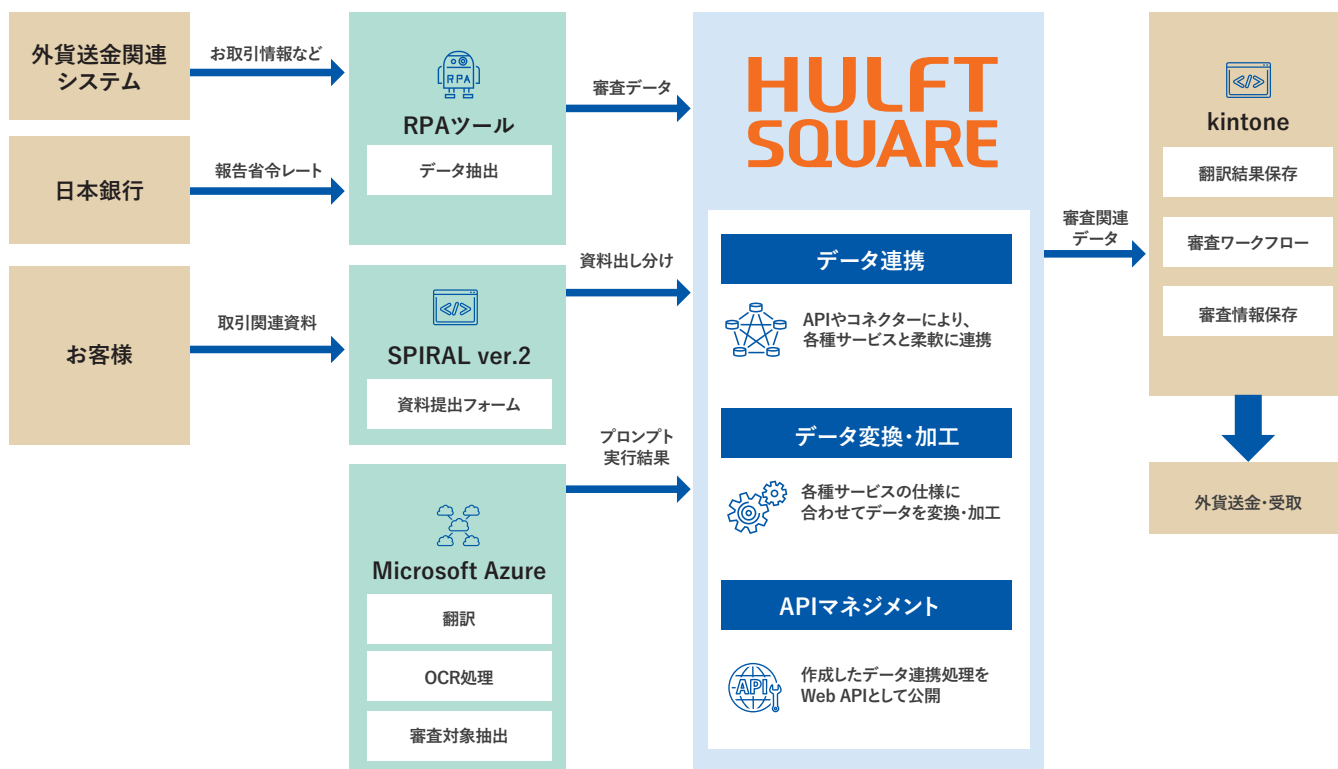 外貨送金関連
システム
お取引情報など
日本銀行
報告省令レート
お客様
取引関連資料
RPA
RPAツール
データ抽出
審査データ
</>
SPIRAL ver.2
資料提出フォーム
資料出し分け
Microsoft Azure
翻訳
OCR処理
審査対象抽出
プロンプト
実行結果
HULFT
SQUARE
データ連携
APIやコネクターにより、
各種サービスと柔軟に連携
データ変換・加工
各種サービスの仕様に
合わせてデータを変換・加工
APIマネジメント
API
作成したデータ連携処理を
Web APIとして公開
審査関連
データ
</>
kintone
翻訳結果保存
審査ワークフロー
審査情報保存
外貨送金・受取